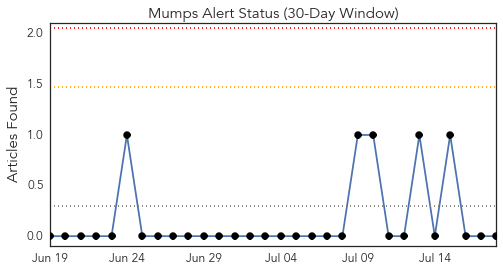 Mumps Alert Status (30-Day Window)
Articles Found
2.0
1.5
1.0
0.5
0.0
Jun 19 Jun 24 Jun 29 Jul 04 Jul 09 Jul 14